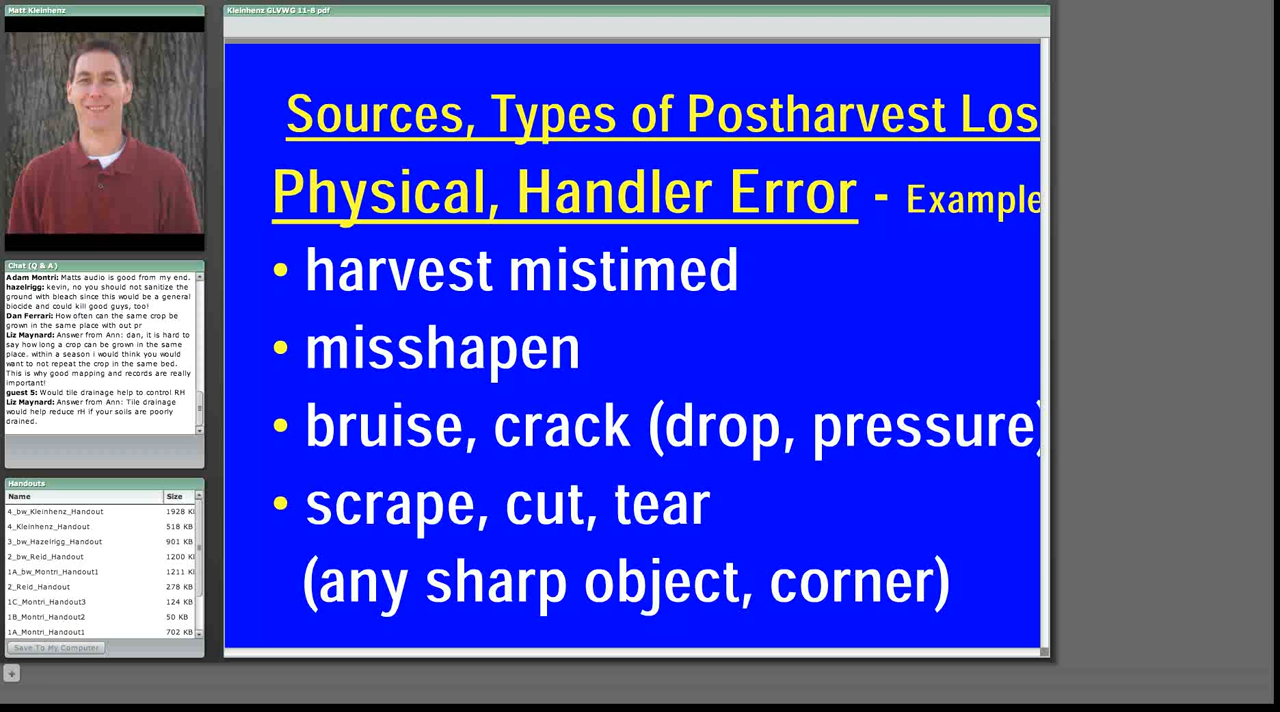 Matt Kleinhenz
Chat (Q & A)
Adam Montri: Matts audio is good from my end.
hazelrigg: kevin, no you should not sanitize the
ground with bleach since this would be a general
biocide and could kill good guys, too!
Dan Ferrari: How often can the same crop be
be grown in the same place with out pr
Liz Maynard: Answer from Ann: dan, it is hard to
say how long a crop can be grown in the same
place. within a season i would think you would
want to not repeat the crop in the same bed.
This is why good mapping and records are really
important!
guest 5: Would tile drainage help to control RH
Liz Maynard: Answer from Ann: Tile drainage
would help reduce rH if your soils are poorly
drained.
Handouts
Name Size
4_bw_Kleinhenz_Handout 1928 K
4_Kleinhenz_Handout 518 KB
3_bw_Hazelrigg_Handout 901 KB
2_bw_Reid_Handout 1200 K
1A_bw_Montri_Handout1 1211 K
2_Reid_Handout 278 KB
1C_Montri_Handout3 124 KB
1B_Montri_Handout2 50 KB
1A_Montri_Handout1 702 KB
Save To My Computer
Kleinhenz GLVWG 11-8 pdf
Sources, Types of Postharvest Los
Physical, Handler Error - Example
• harvest mistimed
• misshapen
• bruise, crack (drop, pressure)
• scrape, cut, tear
(any sharp object, corner)